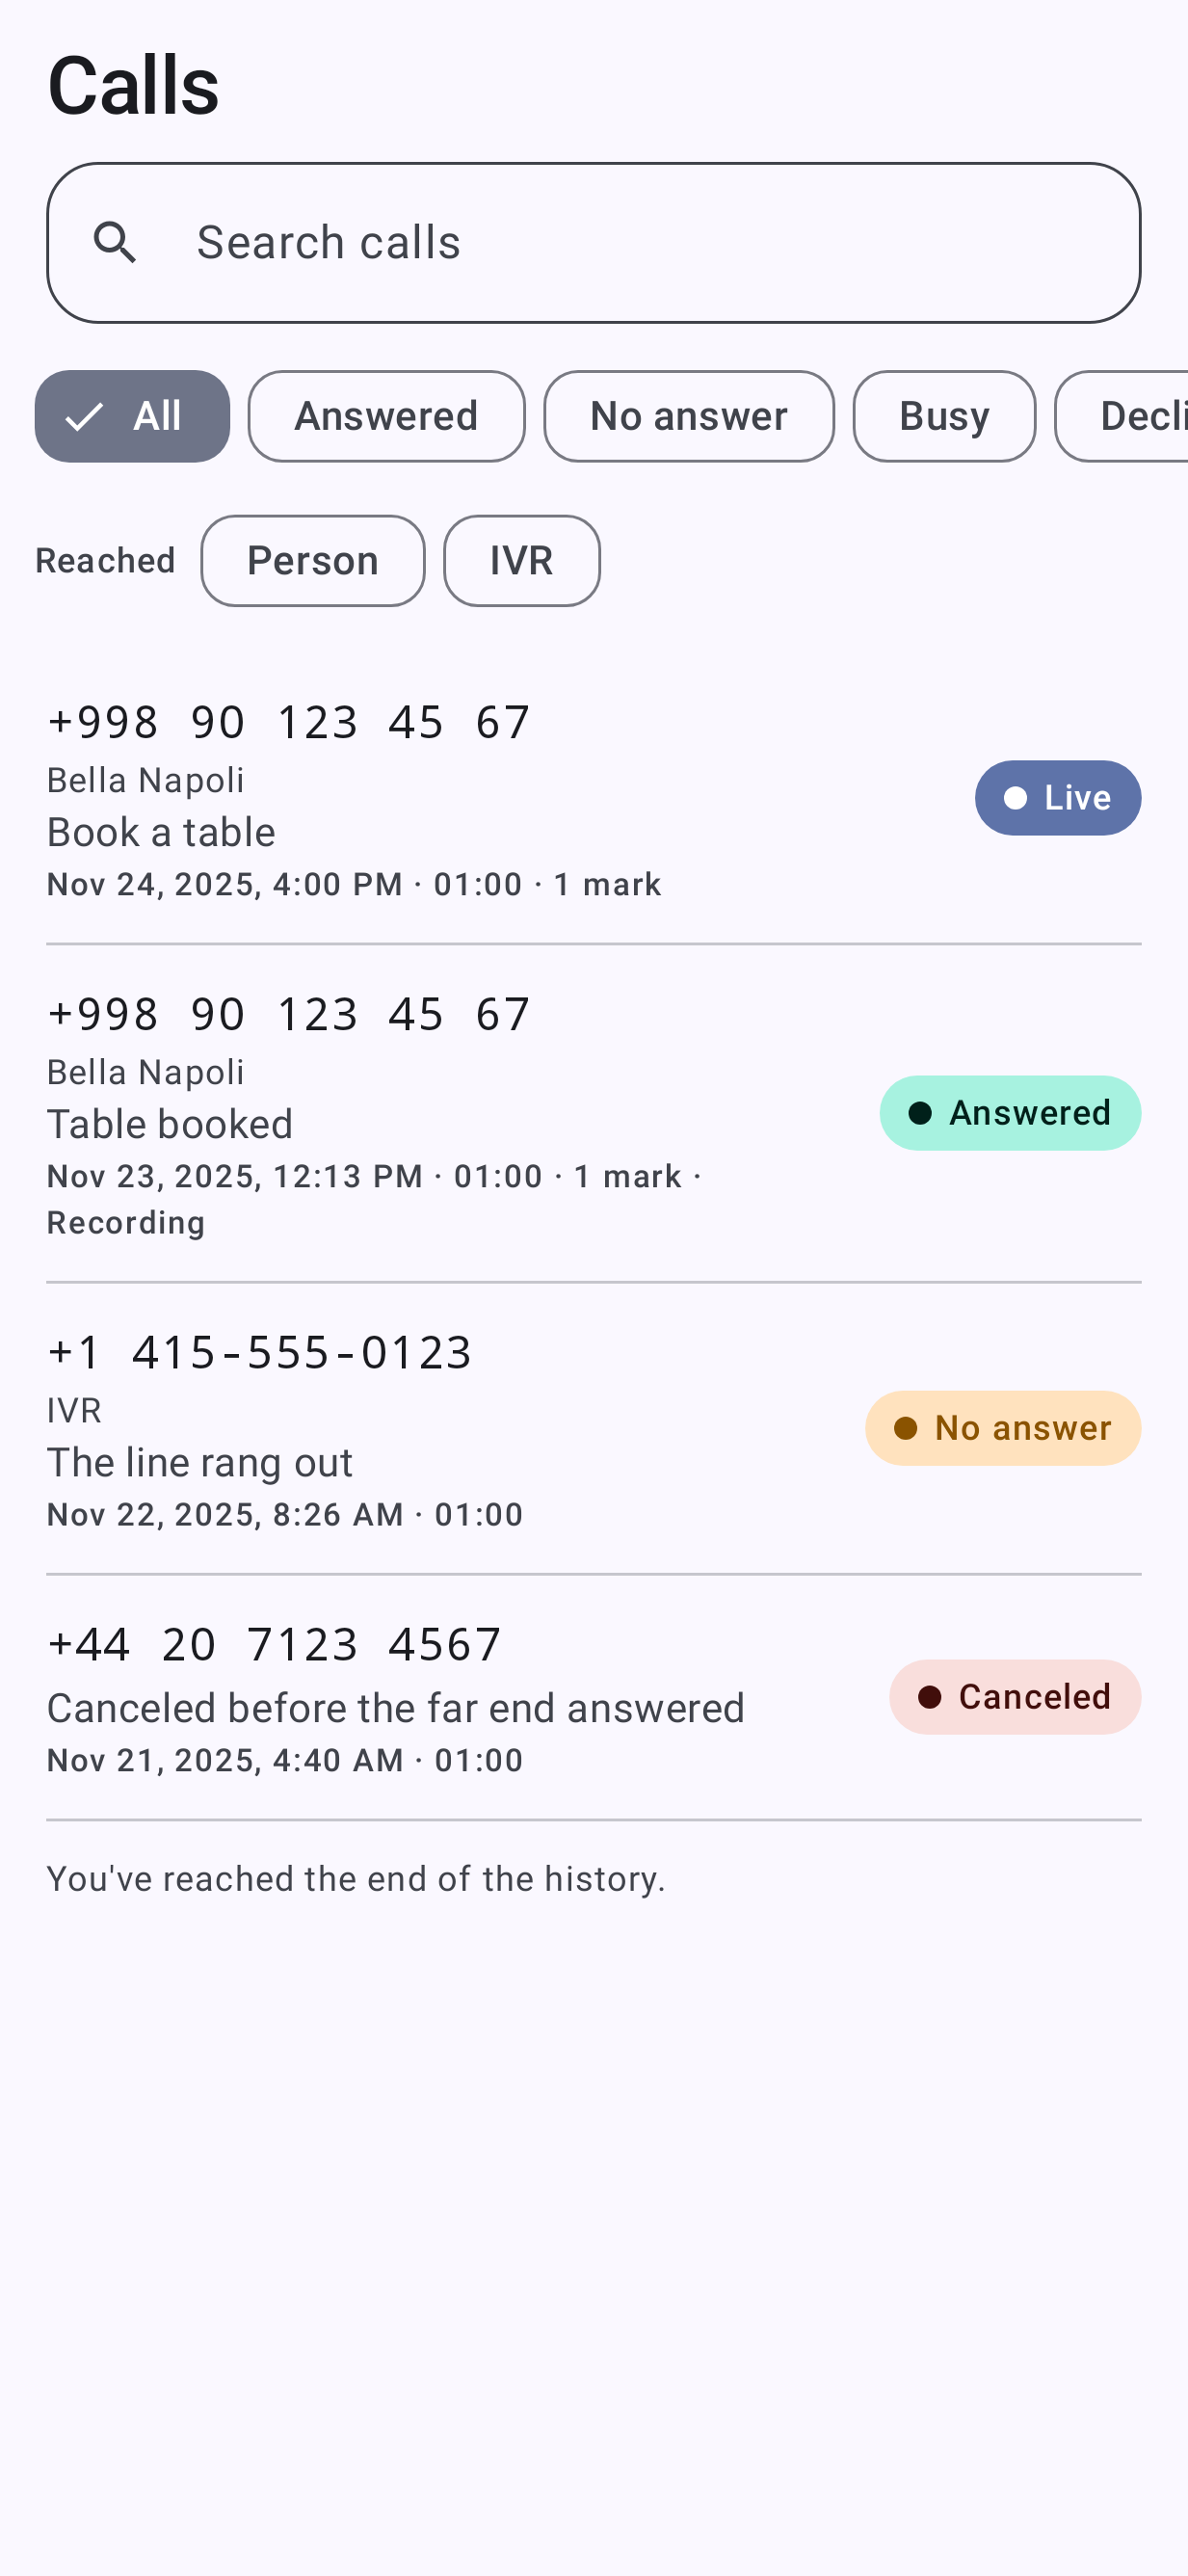 Calls
Search calls
All
Answered
No answer
Busy
Decli
Reached
Person
IVR
+998 90 123 45 67
Bella Napoli
Book a table
Nov 24, 2025, 4:00 PM · 01:00 · 1 mark
Live
+998 90 123 45 67
Bella Napoli
Table booked
Nov 23, 2025, 12:13 PM · 01:00 · 1 mark ·
Recording
Answered
+1 415-555-0123
IVR
The line rang out
Nov 22, 2025, 8:26 AM · 01:00
No answer
+44 20 7123 4567
Canceled before the far end answered
Nov 21, 2025, 4:40 AM · 01:00
Canceled
You've reached the end of the history.